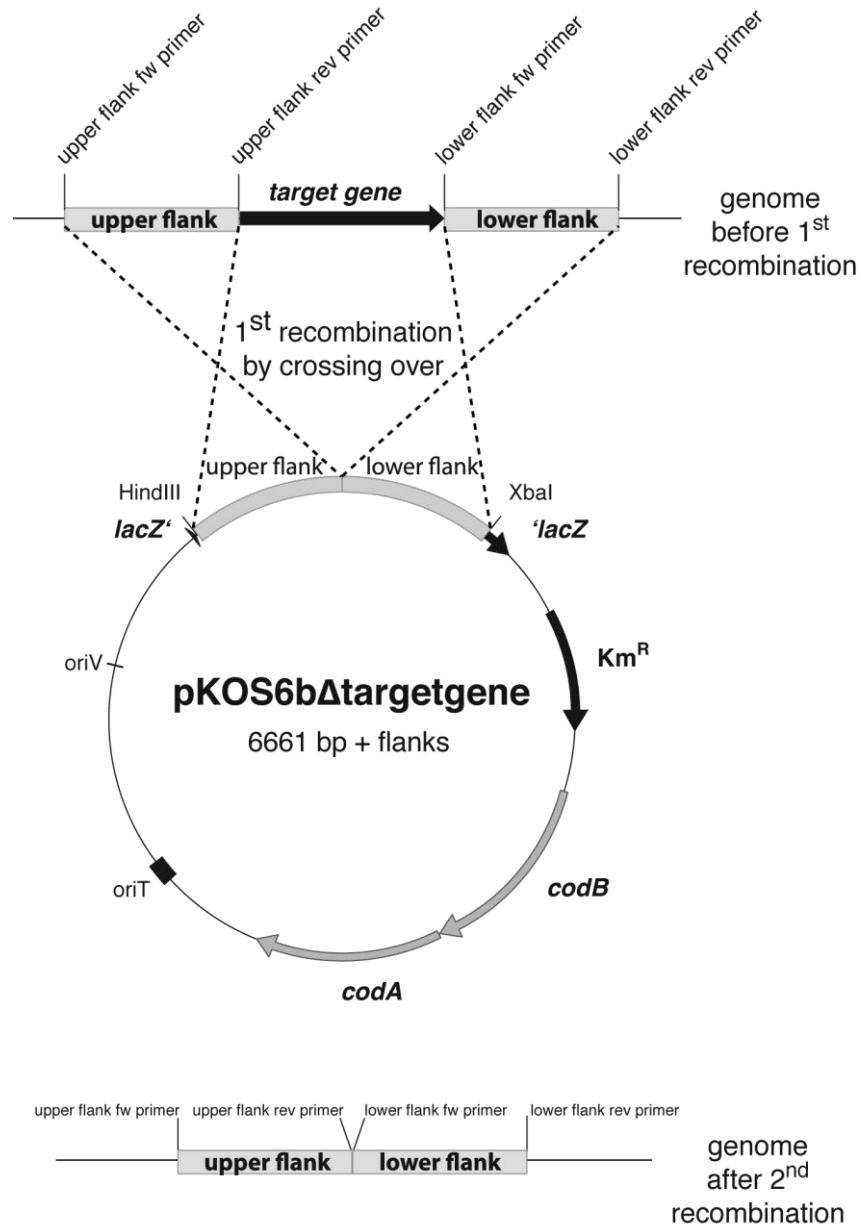 upper flank fw primer
upper flank rev primer
lower flank fw primer
lower flank rev primer
target gene
upper flank
lower flank
genome
before 1st
recombination
1st recombination
by crossing over
upper flank
lower flank
HindIII
XbaI
lacZ‘
‘lacZ
KmR
oriV
pKOS6bΔtargetgene
6661 bp + flanks
oriT
codB
codA
upper flank fw primer
upper flank rev primer
lower flank fw primer
lower flank rev primer
upper flank
lower flank
genome
after 2nd
recombination